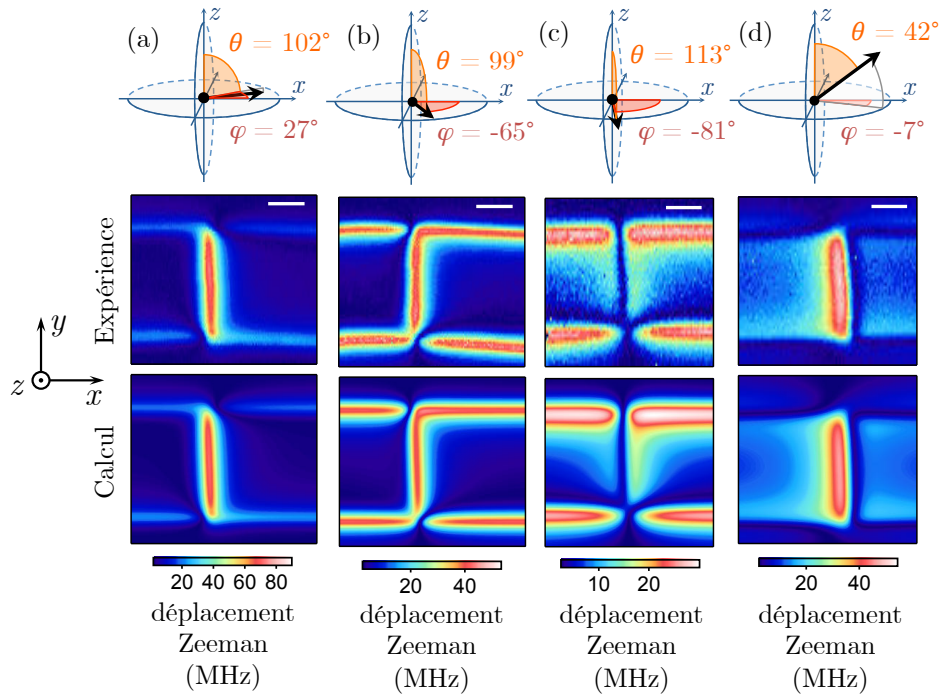 (a)
z
θ = 102°
x
φ = 27°
(b)
z
θ = 99°
x
φ = -65°
(c)
z
θ = 113°
x
φ = -81°
(d)
z
θ = 42°
x
φ = -7°
Expérience
y
z
x
Calcul
20 40 60 80
déplacement
Zeeman
(MHz)
20 40
déplacement
Zeeman
(MHz)
10 20
déplacement
Zeeman
(MHz)
20 40
déplacement
Zeeman
(MHz)